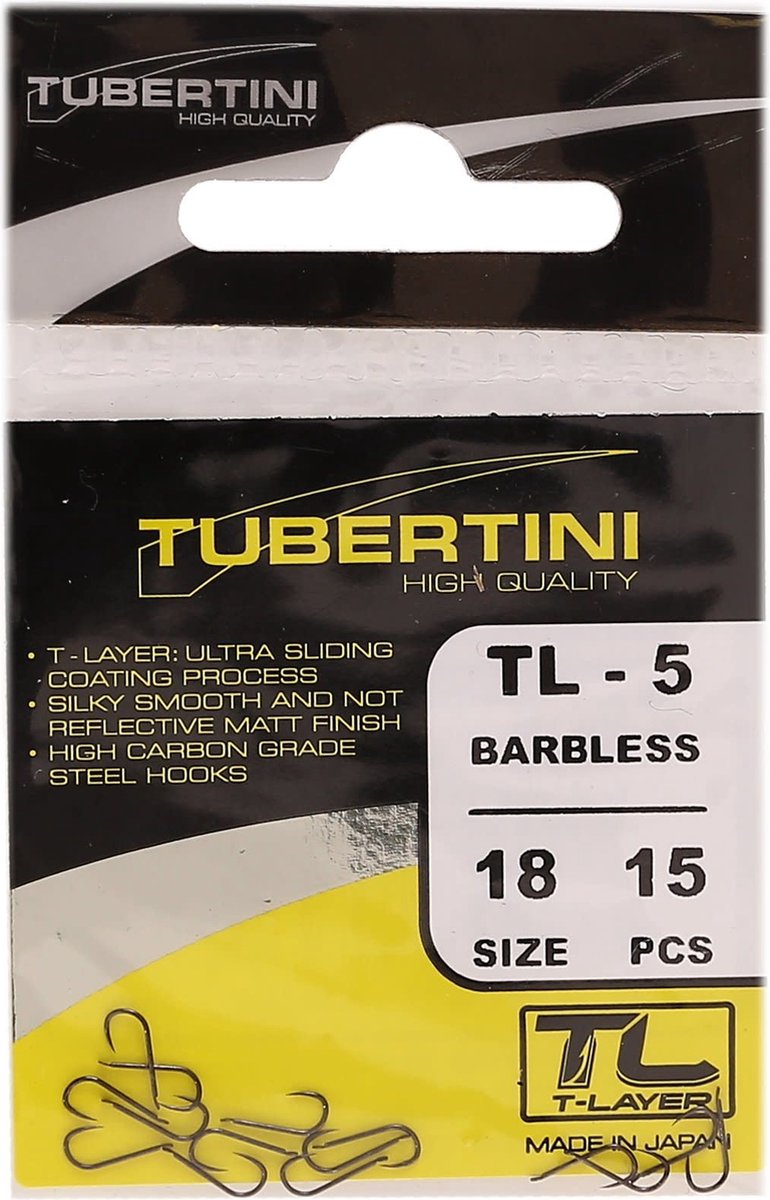 TUBERTINI
HIGH QUALITY
TUBERTINI
HIGH QUALITY
• T-LAYER: ULTRA SLIDING
COATING PROCESS
• SILKY SMOOTH AND NOT
REFLECTIVE MATT FINISH
• HIGH CARBON GRADE
STEEL HOOKS
TL - 5
BARBLESS
18 15
SIZE PCS
TL
T-LAYER
MADE IN JAPAN